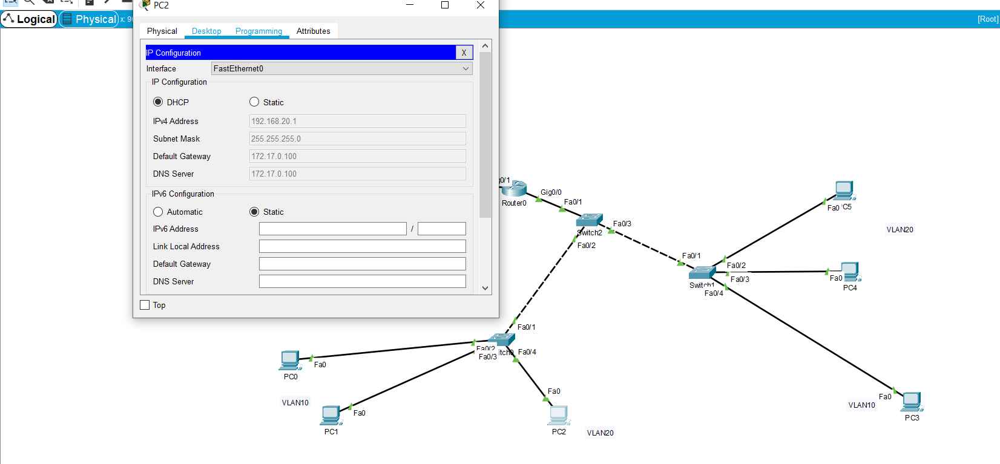 PC2
Logical
Physical
x: 9
[Root]
Physical
Desktop
Programming
Attributes
IP Configuration
X
Interface
FastEthernet0
IP Configuration
DHCP
Static
IPv4 Address
192.168.20.1
Subnet Mask
255.255.255.0
Default Gateway
172.17.0.100
DNS Server
172.17.0.100
IPv6 Configuration
Automatic
Static
IPv6 Address
/
Link Local Address
Default Gateway
DNS Server
Top
g0/1
Router0
Gig0/0
Fa0/1
Switch2
Fa0/3
Fa0/2
Fa0
C5
VLAN20
Fa0/1
Fa0/2
Switch1
Fa0/3
Fa0/4
Fa0
PC4
Fa0/1
Fa0/2
itch0
Fa0/4
Fa0/3
Fa0
PC0
VLAN10
Fa0
PC1
Fa0
PC2
VLAN20
VLAN10
Fa0
PC3